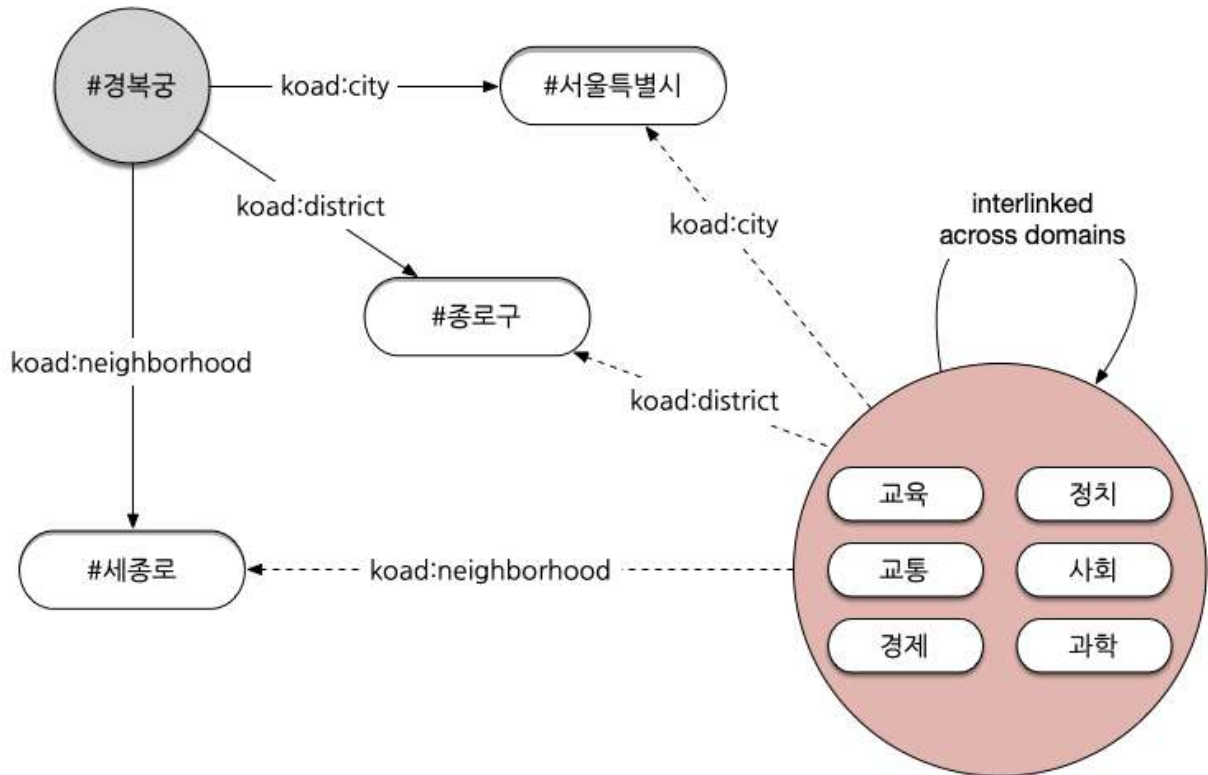 #경복궁
koad:city
#서울특별시
koad:district
koad:city
interlinked
across domains
#종로구
koad:neighborhood
koad:district
교육
정치
#세종로
koad:neighborhood
교통
사회
경제
과학